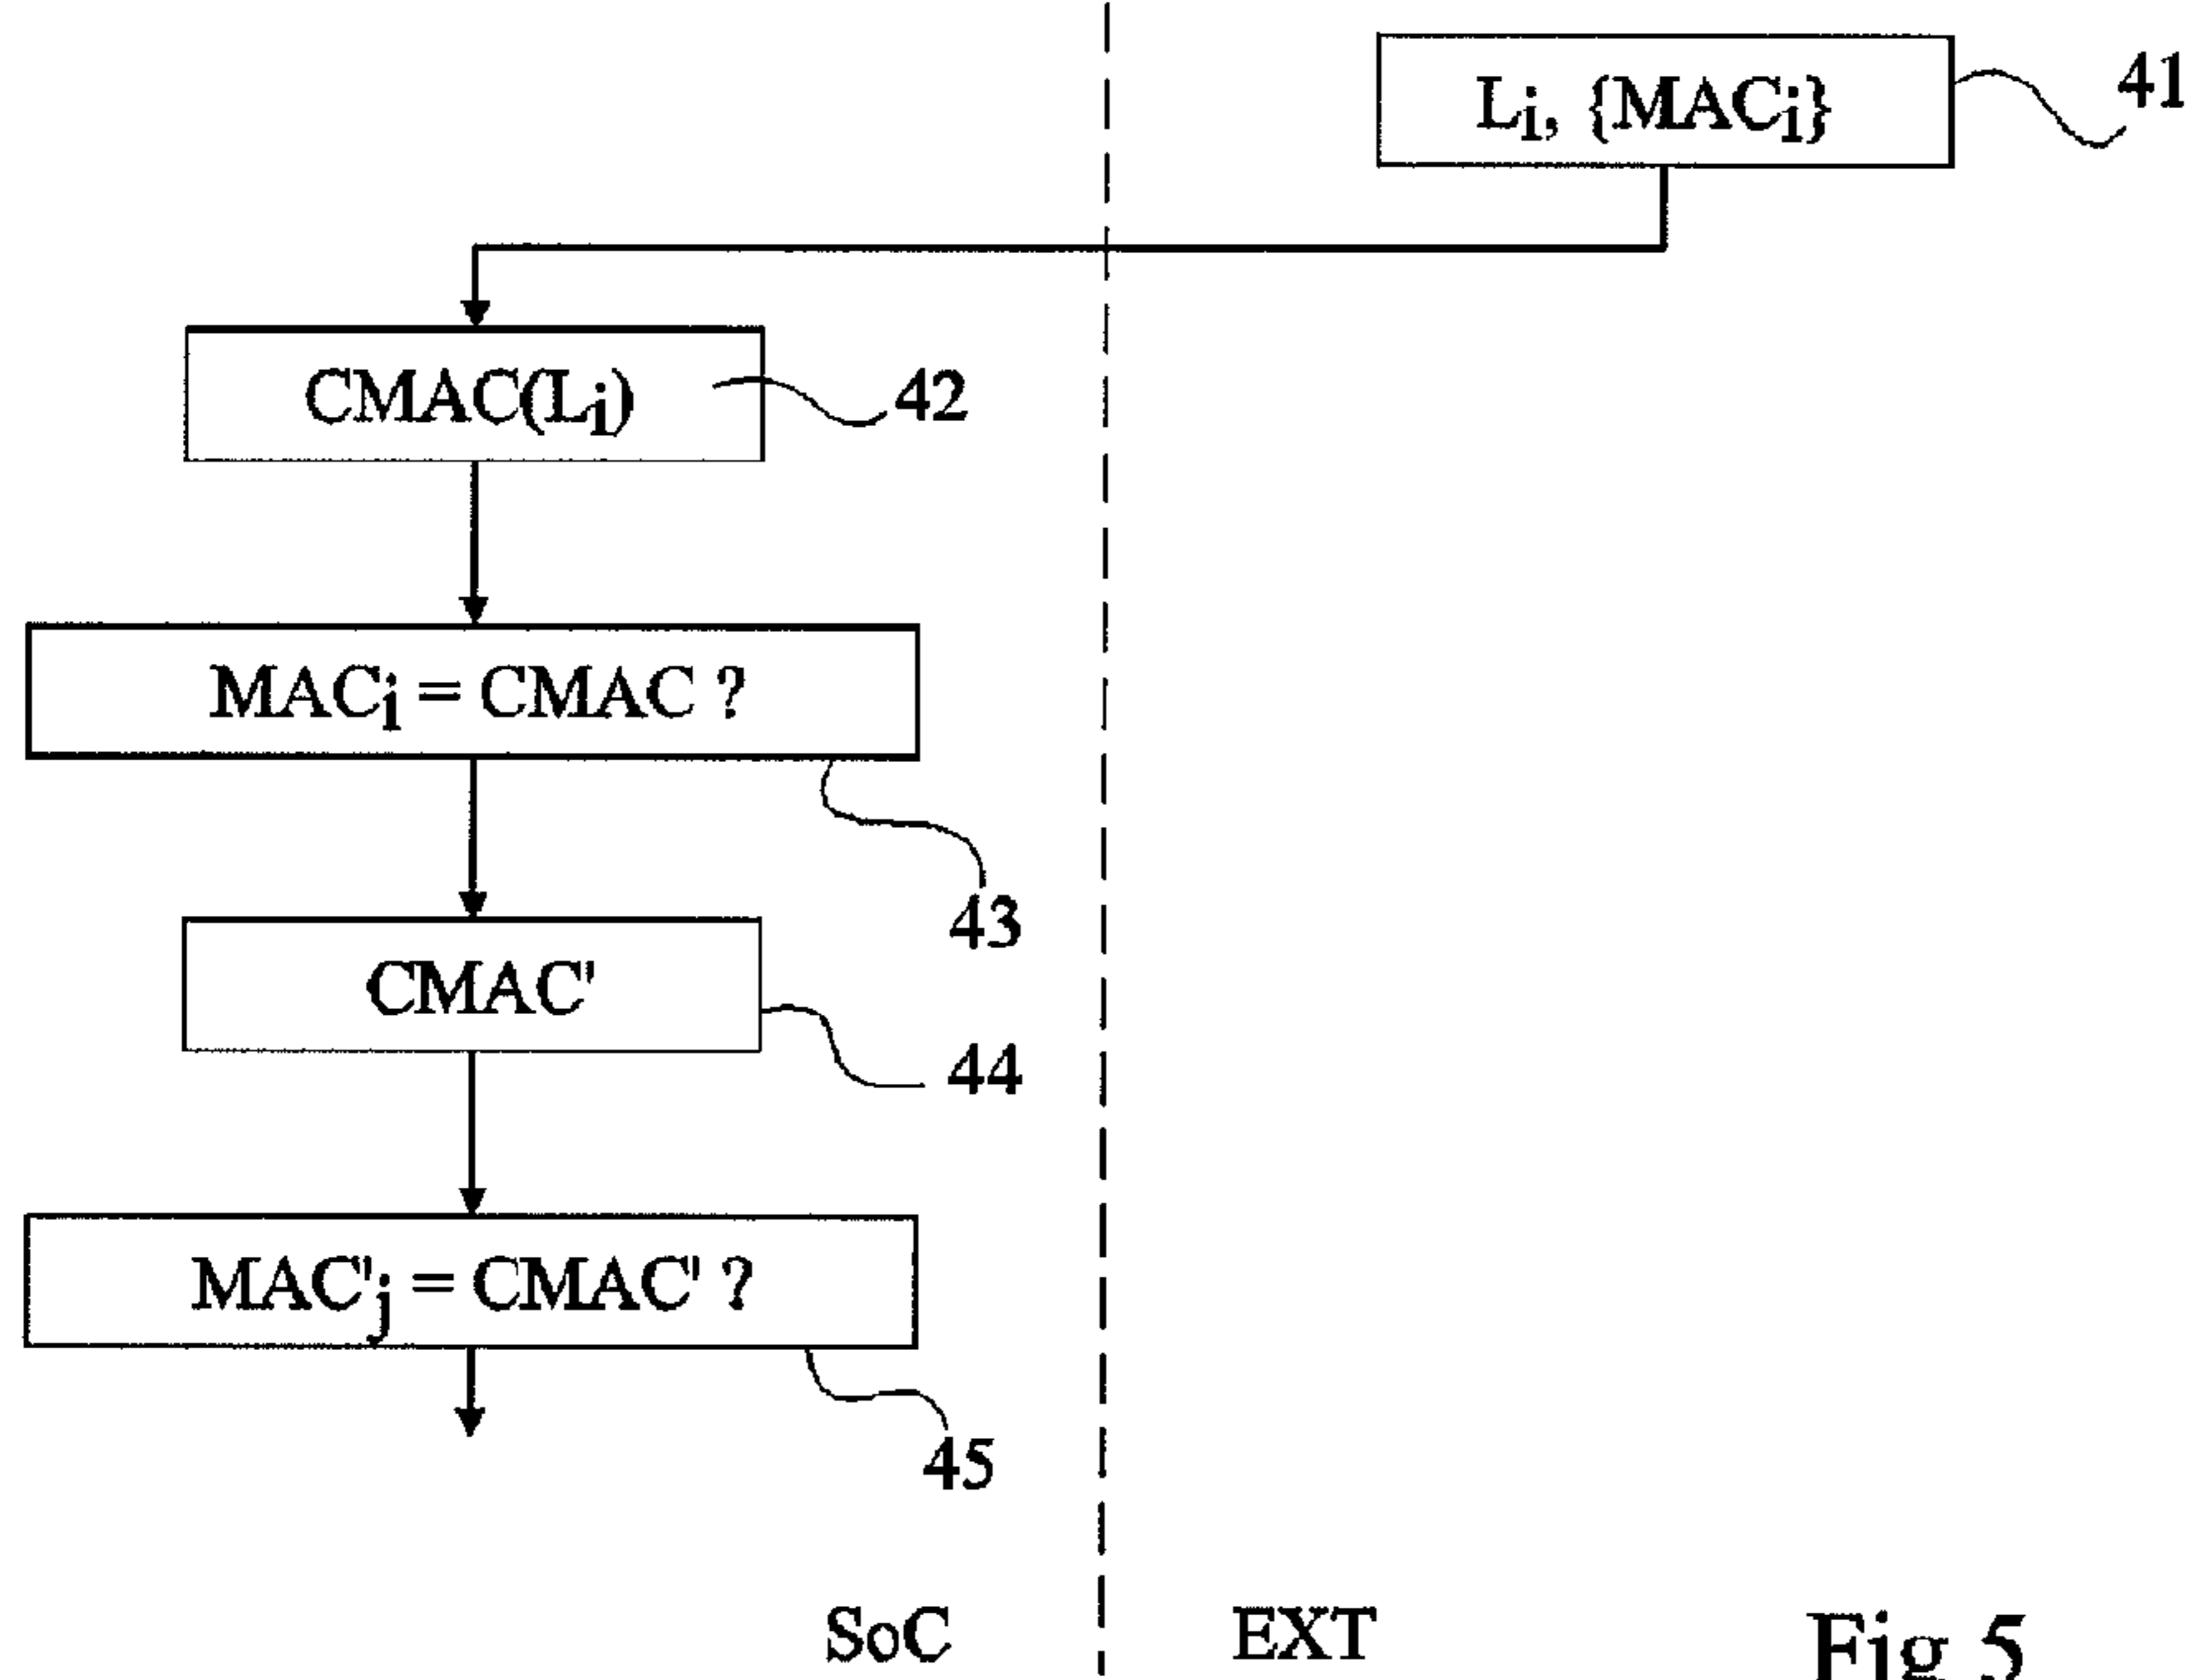 Li, {MACi}
41
CMAC(Li)
42
MACi = CMAC ?
43
CMAC'
44
MAC'j = CMAC' ?
45
SoC
EXT
Fig 5